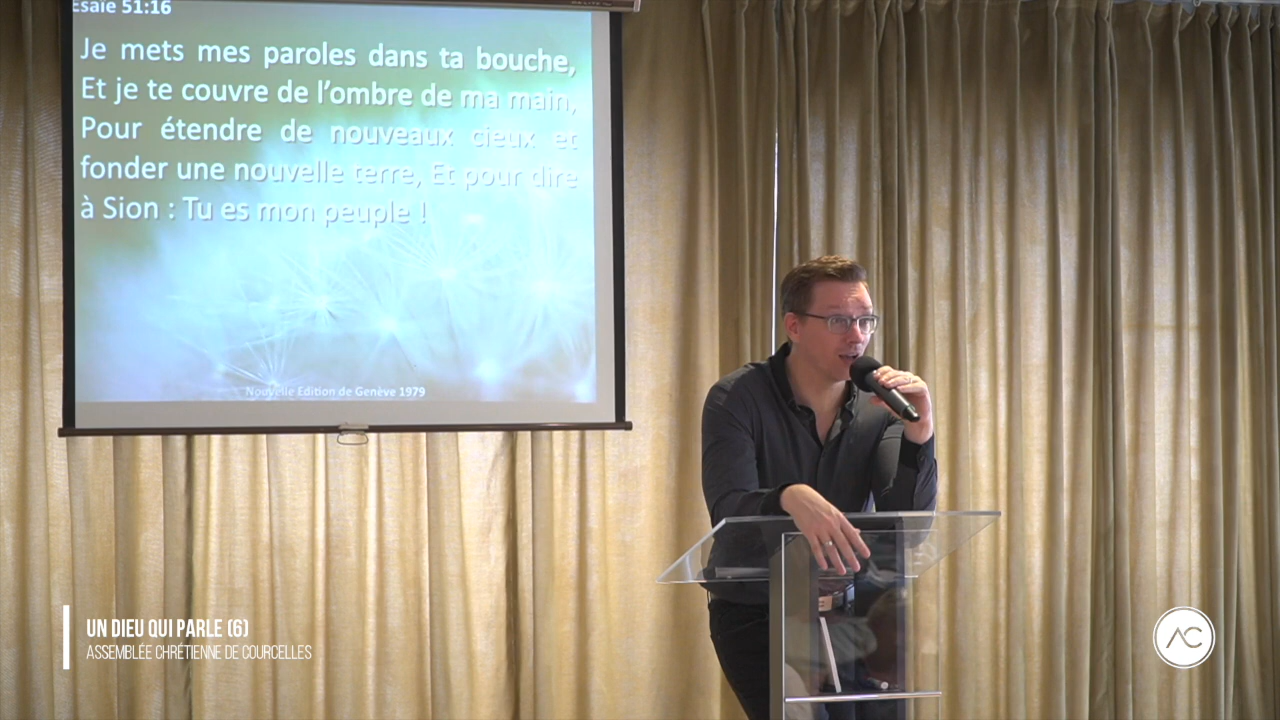 Esaïe 51:16
Je mets mes paroles dans ta bouche,
Et je te couvre de l'ombre de ma main,
Pour étendre de nouveaux cieux et
fonder une nouvelle terre, Et pour dire
à Sion : Tu es mon peuple !
Nouvelle Edition de Genève 1979
UN DIEU QUI PARLE (6)
ASSEMBLÉE CHRÉTIENNE DE COURCELLES
AC